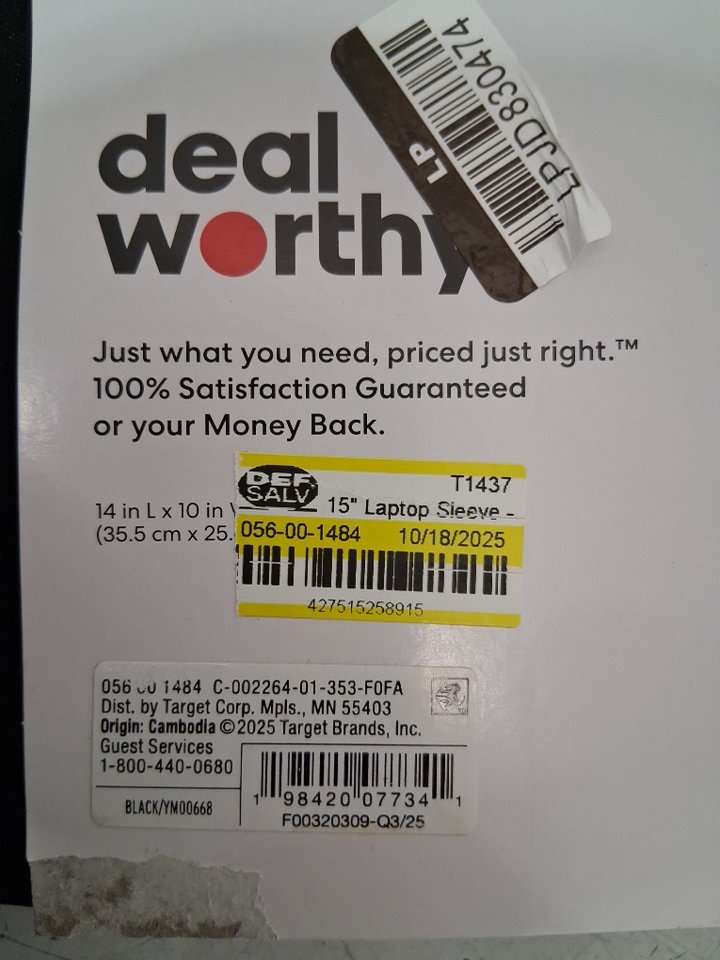 deal
worthy
LP
LPJD830474
Just what you need, priced just right.™
100% Satisfaction Guaranteed
or your Money Back.
14 in L x 10 in
(35.5 cm x 25.
DEF.
SALV
T1437
15" Laptop Sleeve -
056-00-1484 10/18/2025
427515258915
056 00 1484 C-002264-01-353-F0FA
Dist. by Target Corp. Mpls., MN 55403
Origin: Cambodia ©2025 Target Brands, Inc.
Guest Services
1-800-440-0680
BLACK/YM00668
1 98420 07734 1
F00320309-Q3/25